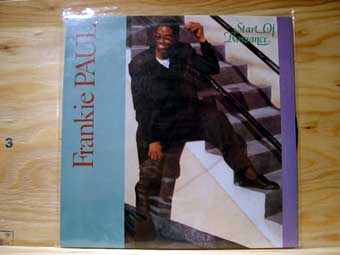 Frankie PAUL
Start Of
Romance
3